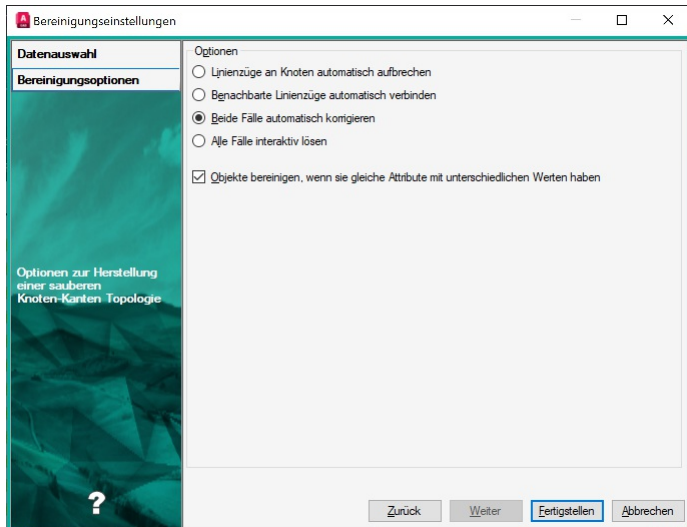 Bereinigungseinstellungen
Datenauswahl
Bereinigungsoptionen
Optionen zur Herstellung
einer sauberen
Knoten-Kanten Topologie
?
Optionen
Linienzüge an Knoten automatisch aufbrechen
Benachbarte Linienzüge automatisch verbinden
Beide Fälle automatisch korrigieren
Alle Fälle interaktiv lösen
Objekte bereinigen, wenn sie gleiche Attribute mit unterschiedlichen Werten haben
Zurück
Weiter
Fertigstellen
Abbrechen